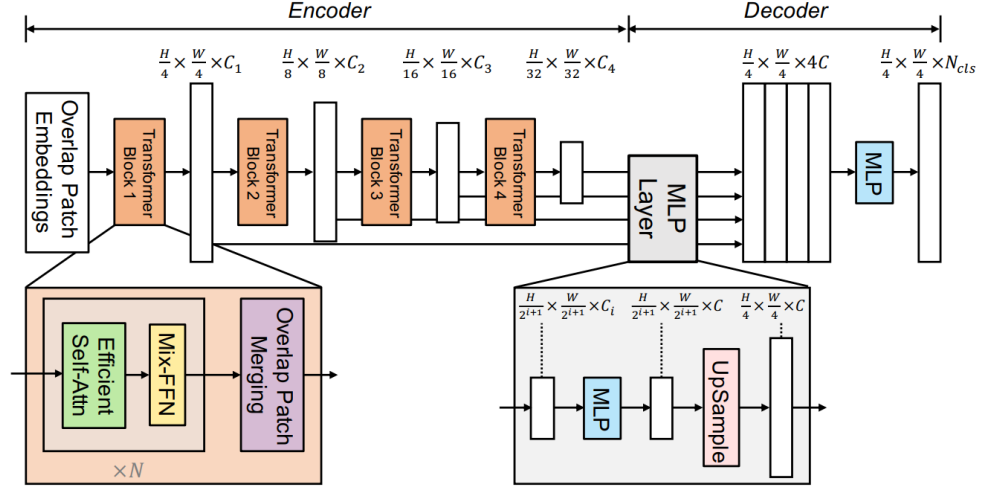 Encoder
Decoder
H/4 × W/4 × C₁
H/8 × W/8 × C₂
H/16 × W/16 × C₃
H/32 × W/32 × C₄
H/4 × W/4 × 4C
H/4 × W/4 × N_cls
Overlap Patch
Embeddings
Transformer
Block 1
Transformer
Block 2
Transformer
Block 3
Transformer
Block 4
MLP
Layer
MLP
Efficient
Self-Attn
Mix-FFN
Overlap Patch
Merging
×N
H/2^{i+1} × W/2^{i+1} × C_i
H/2^{i+1} × W/2^{i+1} × C
H/4 × W/4 × C
MLP
UpSample